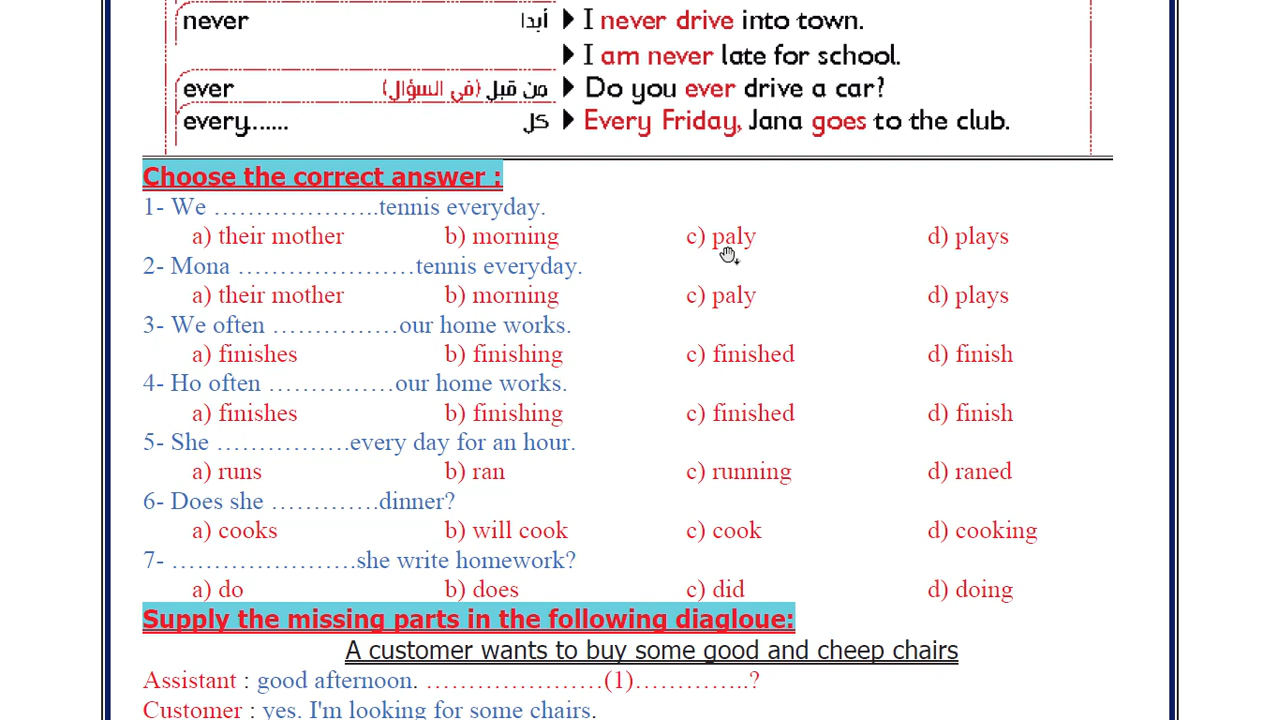 never أبدا I never drive into town.
I am never late for school.
ever من قبل (في السؤال) Do you ever drive a car?
every....... كل Every Friday, Jana goes to the club.
Choose the correct answer :
1- We ………………..tennis everyday.
a) their mother b) morning c) paly d) plays
2- Mona …………………tennis everyday.
a) their mother b) morning c) paly d) plays
3- We often ……………our home works.
a) finishes b) finishing c) finished d) finish
4- Ho often ……………our home works.
a) finishes b) finishing c) finished d) finish
5- She …………….every day for an hour.
a) runs b) ran c) running d) raned
6- Does she ………….dinner?
a) cooks b) will cook c) cook d) cooking
7- ………………….she write homework?
a) do b) does c) did d) doing
Supply the missing parts in the following diagloue:
A customer wants to buy some good and cheep chairs
Assistant : good afternoon. …………………(1)…………..?
Customer : yes. I'm looking for some chairs.